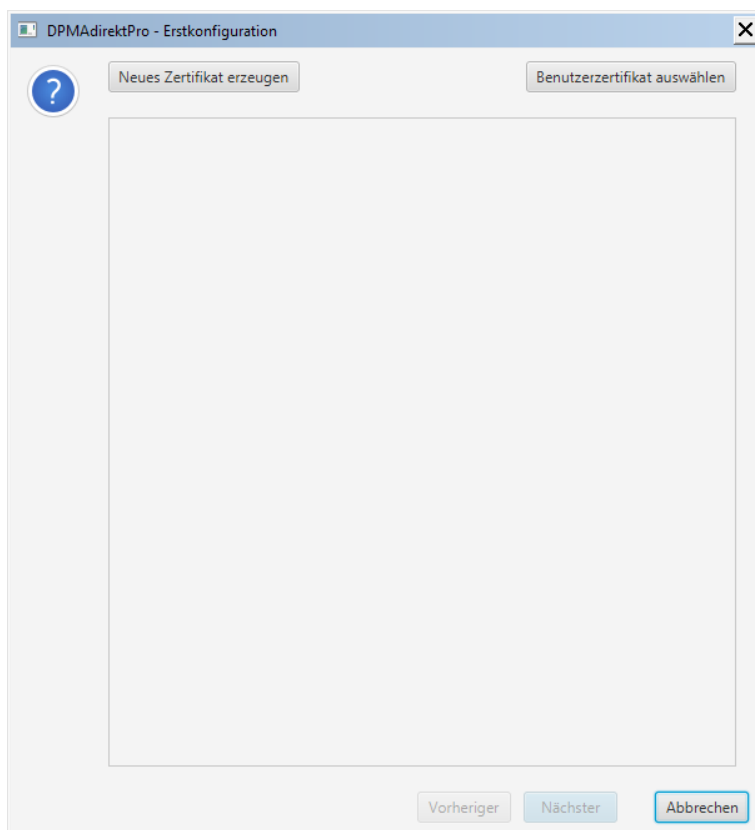 DPMAdirektPro - Erstkonfiguration
Neues Zertifikat erzeugen
Benutzerzertifikat auswählen
Vorheriger
Nächster
Abbrechen